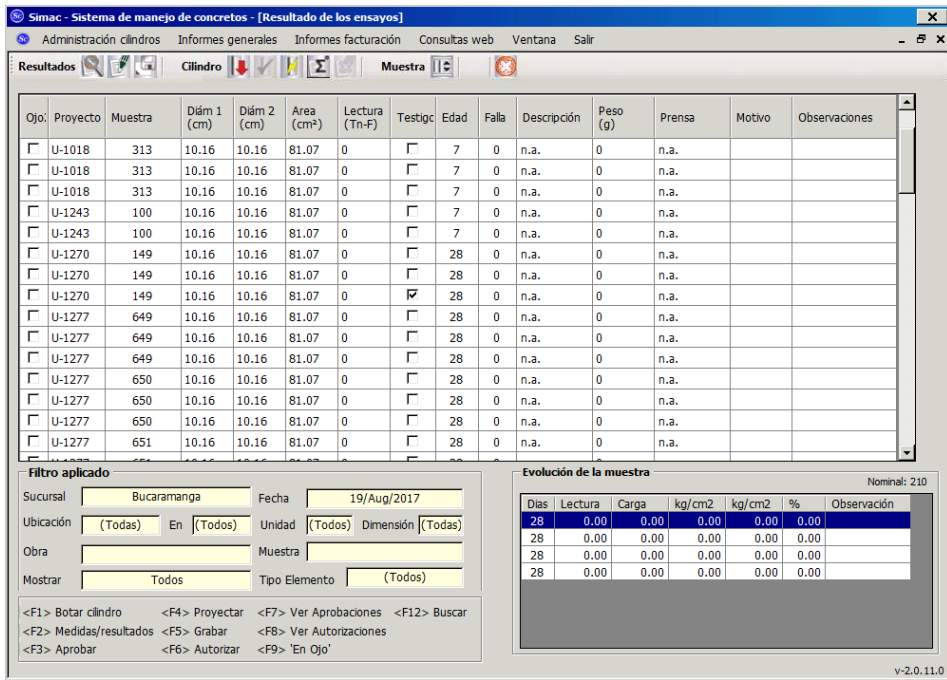 Simac - Sistema de manejo de concretos - [Resultado de los ensayos]
Administración cilindros Informes generales Informes facturación Consultas web Ventana Salir
Resultados Cilindro Muestra
Ojo: Proyecto Muestra Diám 1 (cm) Diám 2 (cm) Area (cm²) Lectura (Tn-F) Testigo Edad Falla Descripción Peso (g) Prensa Motivo Observaciones
U-1018 313 10.16 10.16 81.07 0 7 0 n.a. 0 n.a.
U-1018 313 10.16 10.16 81.07 0 7 0 n.a. 0 n.a.
U-1018 313 10.16 10.16 81.07 0 7 0 n.a. 0 n.a.
U-1243 100 10.16 10.16 81.07 0 7 0 n.a. 0 n.a.
U-1243 100 10.16 10.16 81.07 0 7 0 n.a. 0 n.a.
U-1270 149 10.16 10.16 81.07 0 28 0 n.a. 0 n.a.
U-1270 149 10.16 10.16 81.07 0 28 0 n.a. 0 n.a.
U-1270 149 10.16 10.16 81.07 0 28 0 n.a. 0 n.a.
U-1277 649 10.16 10.16 81.07 0 28 0 n.a. 0 n.a.
U-1277 649 10.16 10.16 81.07 0 28 0 n.a. 0 n.a.
U-1277 649 10.16 10.16 81.07 0 28 0 n.a. 0 n.a.
U-1277 650 10.16 10.16 81.07 0 28 0 n.a. 0 n.a.
U-1277 650 10.16 10.16 81.07 0 28 0 n.a. 0 n.a.
U-1277 650 10.16 10.16 81.07 0 28 0 n.a. 0 n.a.
U-1277 651 10.16 10.16 81.07 0 28 0 n.a. 0 n.a.
Filtro aplicado
Sucursal Bucaramanga Fecha 19/Aug/2017
Ubicación (Todas) En (Todos) Unidad (Todos) Dimensión (Todas)
Obra Muestra
Mostrar Todos Tipo Elemento (Todos)
<F1> Botar cilindro <F4> Proyectar <F7> Ver Aprobaciones <F12> Buscar
<F2> Medidas/resultados <F5> Grabar <F8> Ver Autorizaciones
<F3> Aprobar <F6> Autorizar <F9> 'En Ojo'
Evolución de la muestra
Nominal: 210
Dias Lectura Carga kg/cm2 kg/cm2 % Observación
28 0.00 0.00 0.00 0.00 0.00
28 0.00 0.00 0.00 0.00 0.00
28 0.00 0.00 0.00 0.00 0.00
28 0.00 0.00 0.00 0.00 0.00
v-2.0.11.0